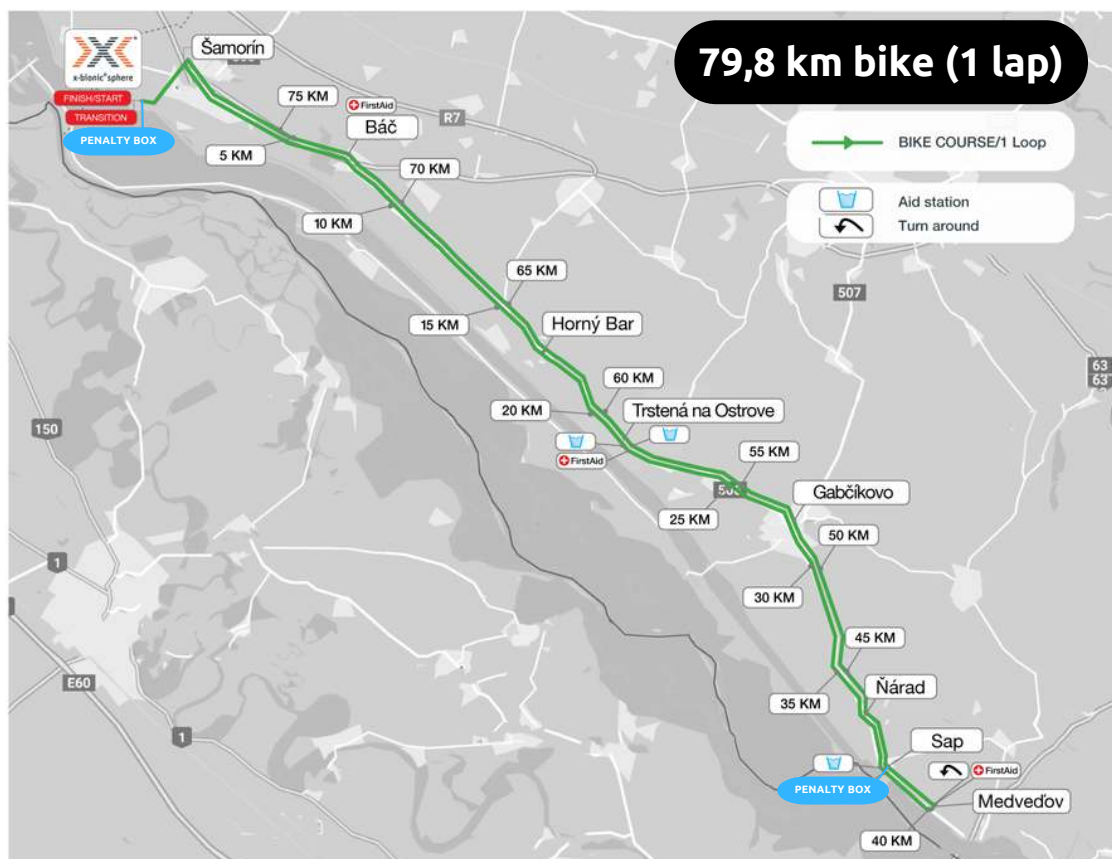 79,8 km bike (1 lap)
x-bionic® sphere
Šamorín
FINISH/START
TRANSITION
PENALTY BOX
75 KM
FirstAid
Báč
R7
BIKE COURSE/1 Loop
Aid station
Turn around
5 KM
70 KM
10 KM
65 KM
15 KM
Horný Bar
507
63
63
60 KM
20 KM
Trstená na Ostrove
FirstAid
150
55 KM
25 KM
Gabčíkovo
50 KM
30 KM
1
45 KM
E60
35 KM
Ňárad
1
Sap
PENALTY BOX
FirstAid
Medveďov
40 KM